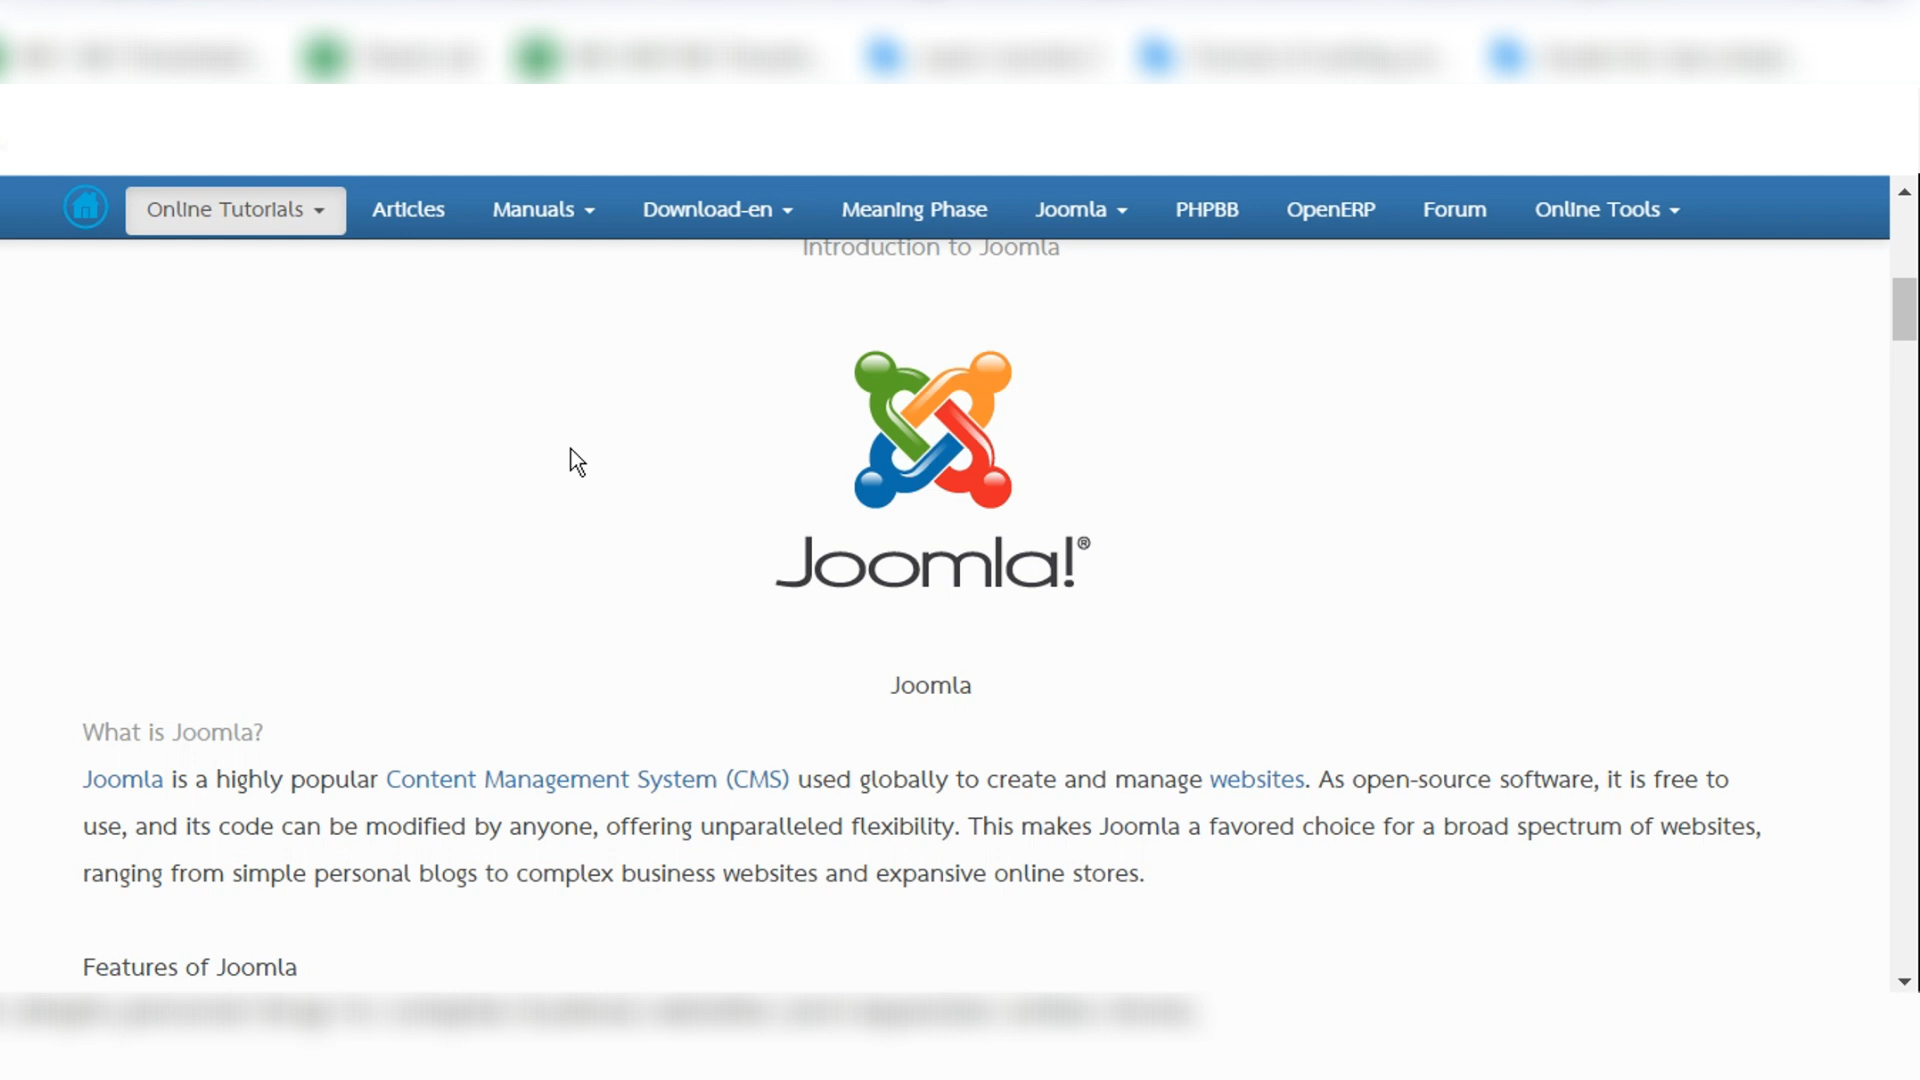 Online Tutorials Articles Manuals Download-en Meaning Phase Joomla PHPBB OpenERP Forum Online Tools
Introduction to Joomla
Joomla!®
Joomla
What is Joomla?
Joomla is a highly popular Content Management System (CMS) used globally to create and manage websites. As open-source software, it is free to
use, and its code can be modified by anyone, offering unparalleled flexibility. This makes Joomla a favored choice for a broad spectrum of websites,
ranging from simple personal blogs to complex business websites and expansive online stores.
Features of Joomla